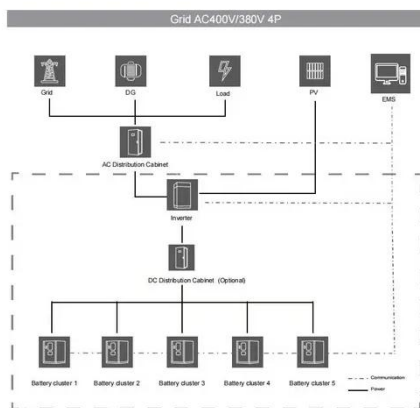 Grid AC400V/380V 4P
Grid
DG
Load
PV
EMS
AC Distribution Cabinet
Inverter
DC Distribution Cabinet (Optional)
Battery cluster 1
Battery cluster 2
Battery cluster 3
Battery cluster 4
Battery cluster 5
Communication
Power